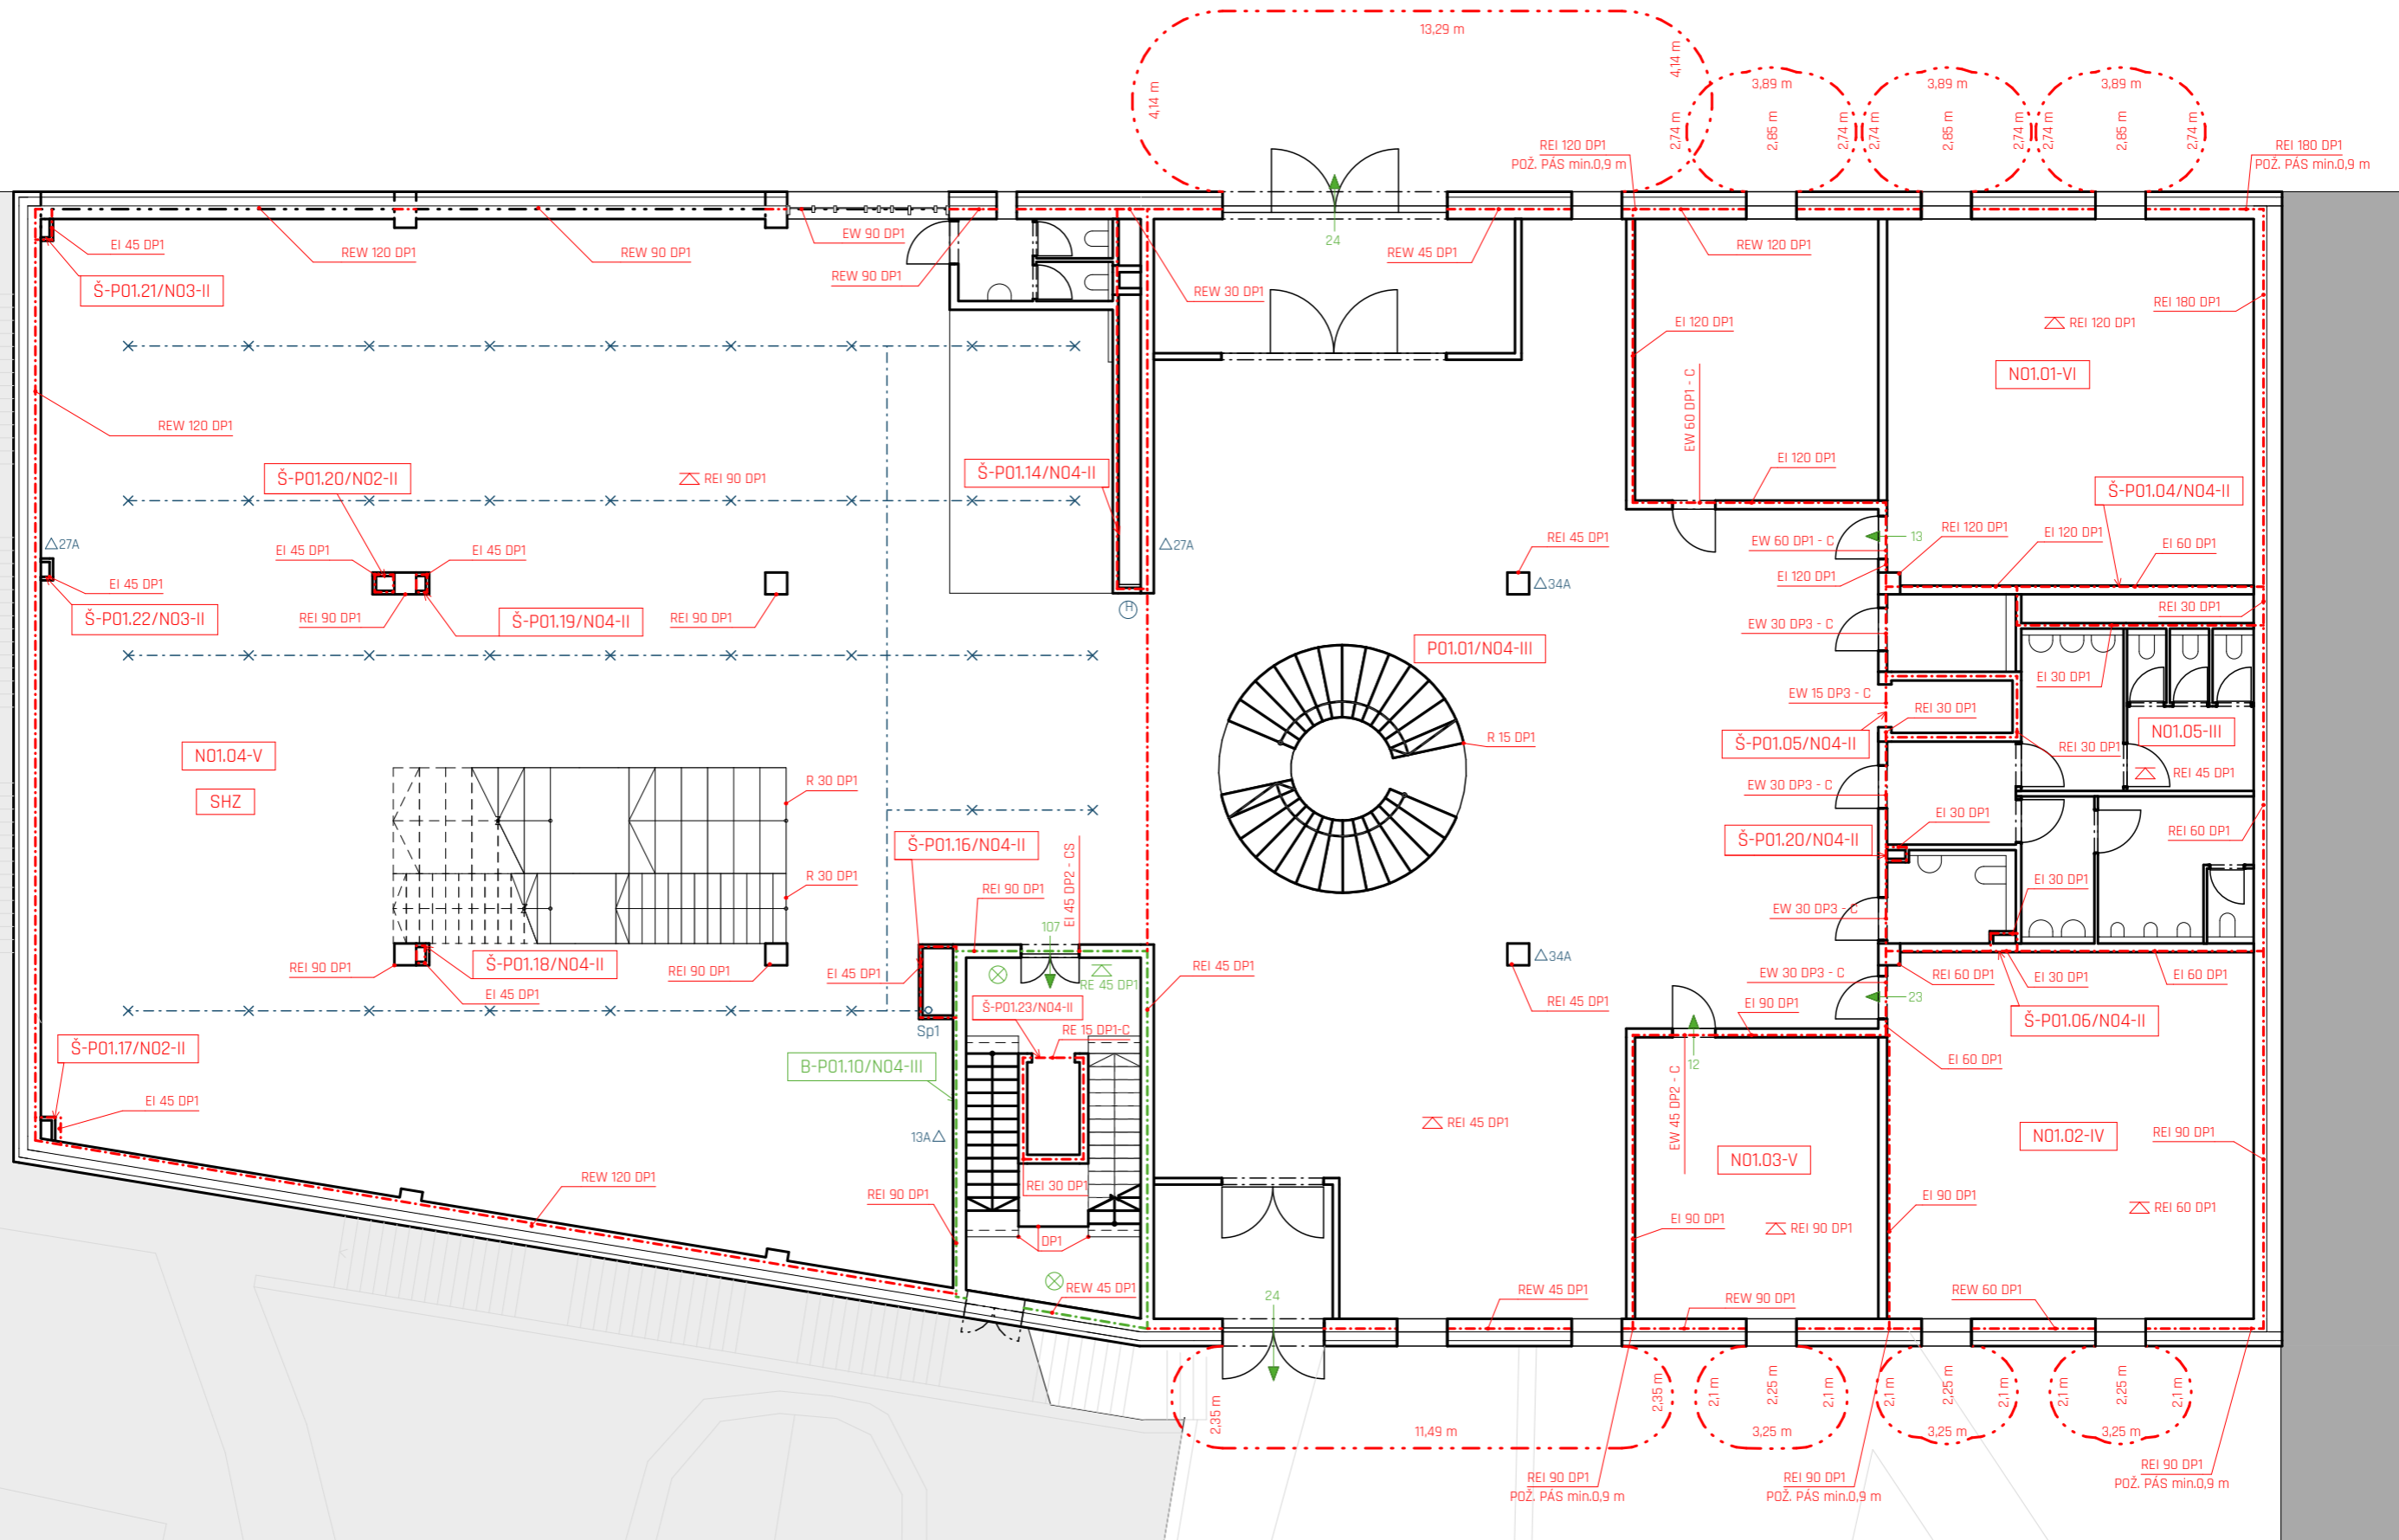 13,29 m
4,14 m
4,14 m
3,89 m
3,89 m
3,89 m
2,74 m
2,85 m
2,74 m
2,74 m
2,85 m
2,74 m
2,74 m
2,85 m
2,74 m
REI 120 DP1
POŽ. PÁS min.0,9 m
REI 180 DP1
POŽ. PÁS min.0,9 m
EI 45 DP1
REW 120 DP1
REW 90 DP1
EW 90 DP1
REW 90 DP1
24
REW 45 DP1
REW 120 DP1
Š-P01.21/N03-II
REW 30 DP1
REI 180 DP1
EI 120 DP1
REI 120 DP1
N01.01-VI
EW 60 DP1 - C
REW 120 DP1
Š-P01.20/N02-II
REI 90 DP1
Š-P01.14/N04-II
EI 120 DP1
Š-P01.04/N04-II
27A
EI 45 DP1
EI 45 DP1
27A
REI 45 DP1
EW 60 DP1 - C
13
REI 120 DP1
EI 120 DP1
EI 60 DP1
EI 45 DP1
34A
EI 120 DP1
Š-P01.22/N03-II
REI 90 DP1
Š-P01.19/N04-II
REI 90 DP1
H
EW 30 DP3 - C
REI 30 DP1
P01.01/N04-III
EI 30 DP1
EW 15 DP3 - C
REI 30 DP1
N01.04-V
R 15 DP1
Š-P01.05/N04-II
REI 30 DP1
N01.05-III
SHZ
R 30 DP1
EW 30 DP3 - C
REI 45 DP1
Š-P01.16/N04-II
Š-P01.20/N04-II
EI 30 DP1
REI 60 DP1
R 30 DP1
REI 90 DP1
EI 45 DP2 - CS
EW 30 DP3 - C
EI 30 DP1
107
REI 90 DP1
Š-P01.18/N04-II
REI 90 DP1
EI 45 DP1
REI 45 DP1
34A
EW 30 DP3 - C
REI 60 DP1
EI 30 DP1
EI 60 DP1
EI 45 DP1
RE 45 DP1
REI 45 DP1
EI 90 DP1
23
Š-P01.23/N04-II
Sp1
RE 15 DP1-C
Š-P01.06/N04-II
Š-P01.17/N02-II
B-P01.10/N04-III
12
EI 60 DP1
EI 45 DP1
EW 45 DP2 - C
13A
REI 45 DP1
N01.03-V
N01.02-IV
REI 90 DP1
REW 120 DP1
REI 90 DP1
REI 30 DP1
EI 90 DP1
EI 90 DP1
REI 90 DP1
REI 60 DP1
DP1
REW 45 DP1
24
REW 45 DP1
REW 90 DP1
REW 60 DP1
2,35 m
2,35 m
2,1 m
2,25 m
2,1 m
2,1 m
2,25 m
2,1 m
2,1 m
2,25 m
2,1 m
11,49 m
3,25 m
3,25 m
3,25 m
REI 90 DP1
POŽ. PÁS min.0,9 m
REI 90 DP1
POŽ. PÁS min.0,9 m
REI 90 DP1
POŽ. PÁS min.0,9 m